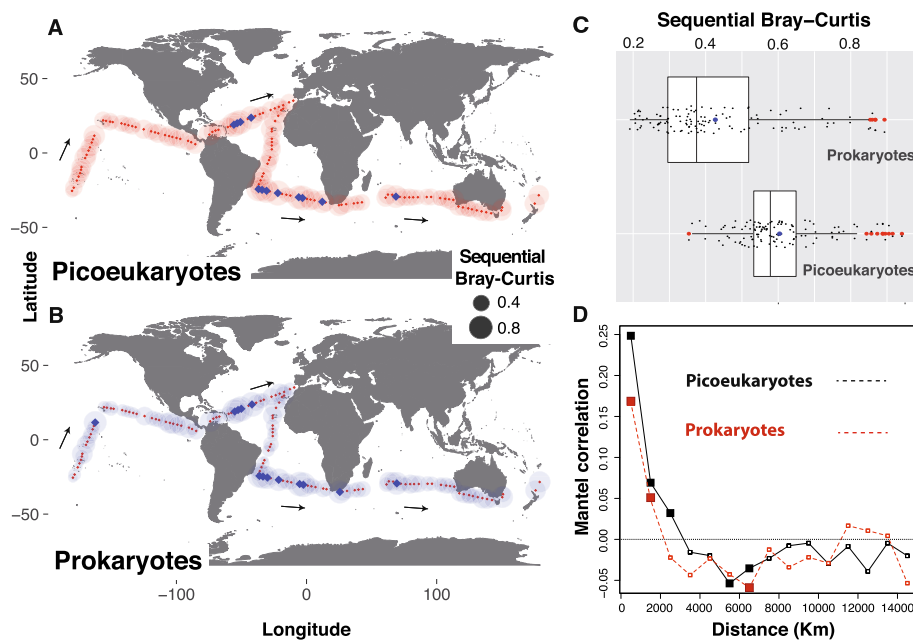 A
50
0
−50
Picoeukaryotes
Sequential
Bray-Curtis
0.4
0.8
Latitude
B
50
0
−50
Prokaryotes
−100
0
100
Longitude
C
Sequential Bray−Curtis
0.2
0.4
0.6
0.8
Prokaryotes
Picoeukaryotes
D
Mantel correlation
0.25
0.20
0.15
0.10
0.05
0.00
−0.05
Picoeukaryotes
Prokaryotes
0
2000
4000
6000
8000
10000
12000
14000
Distance (Km)